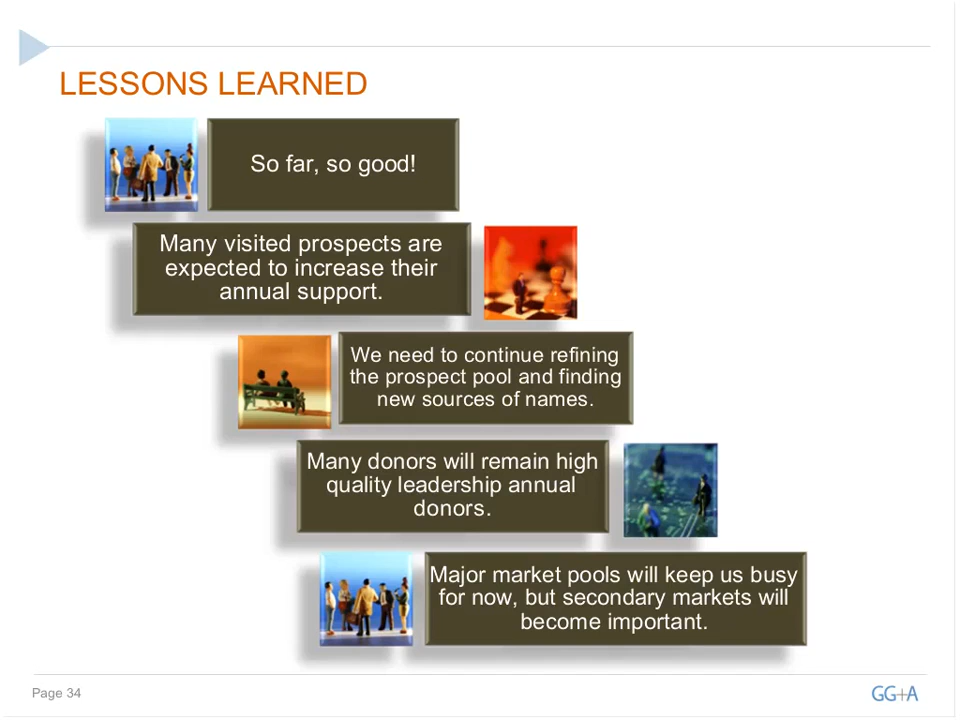 LESSONS LEARNED
So far, so good!
Many visited prospects are
expected to increase their
annual support.
We need to continue refining
the prospect pool and finding
new sources of names.
Many donors will remain high
quality leadership annual
donors.
Major market pools will keep us busy
for now, but secondary markets will
become important.
Page 34
GG+A